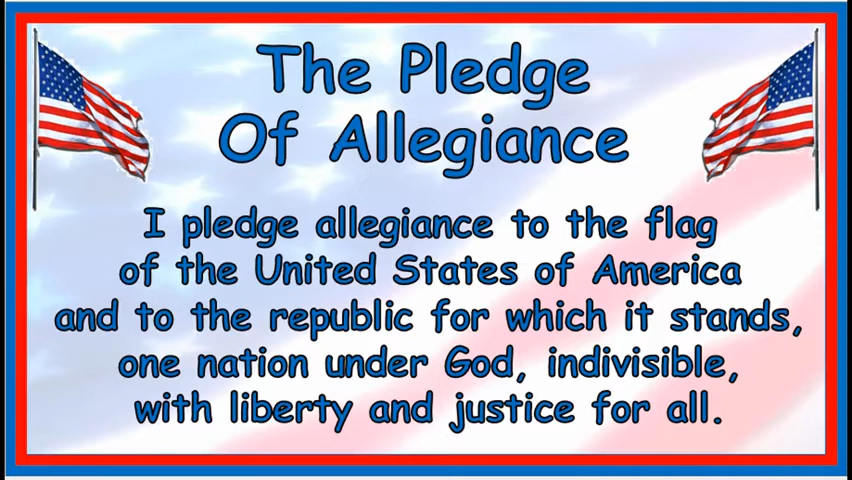 The Pledge
Of Allegiance
I pledge allegiance to the flag
of the United States of America
and to the republic for which it stands,
one nation under God, indivisible,
with liberty and justice for all.